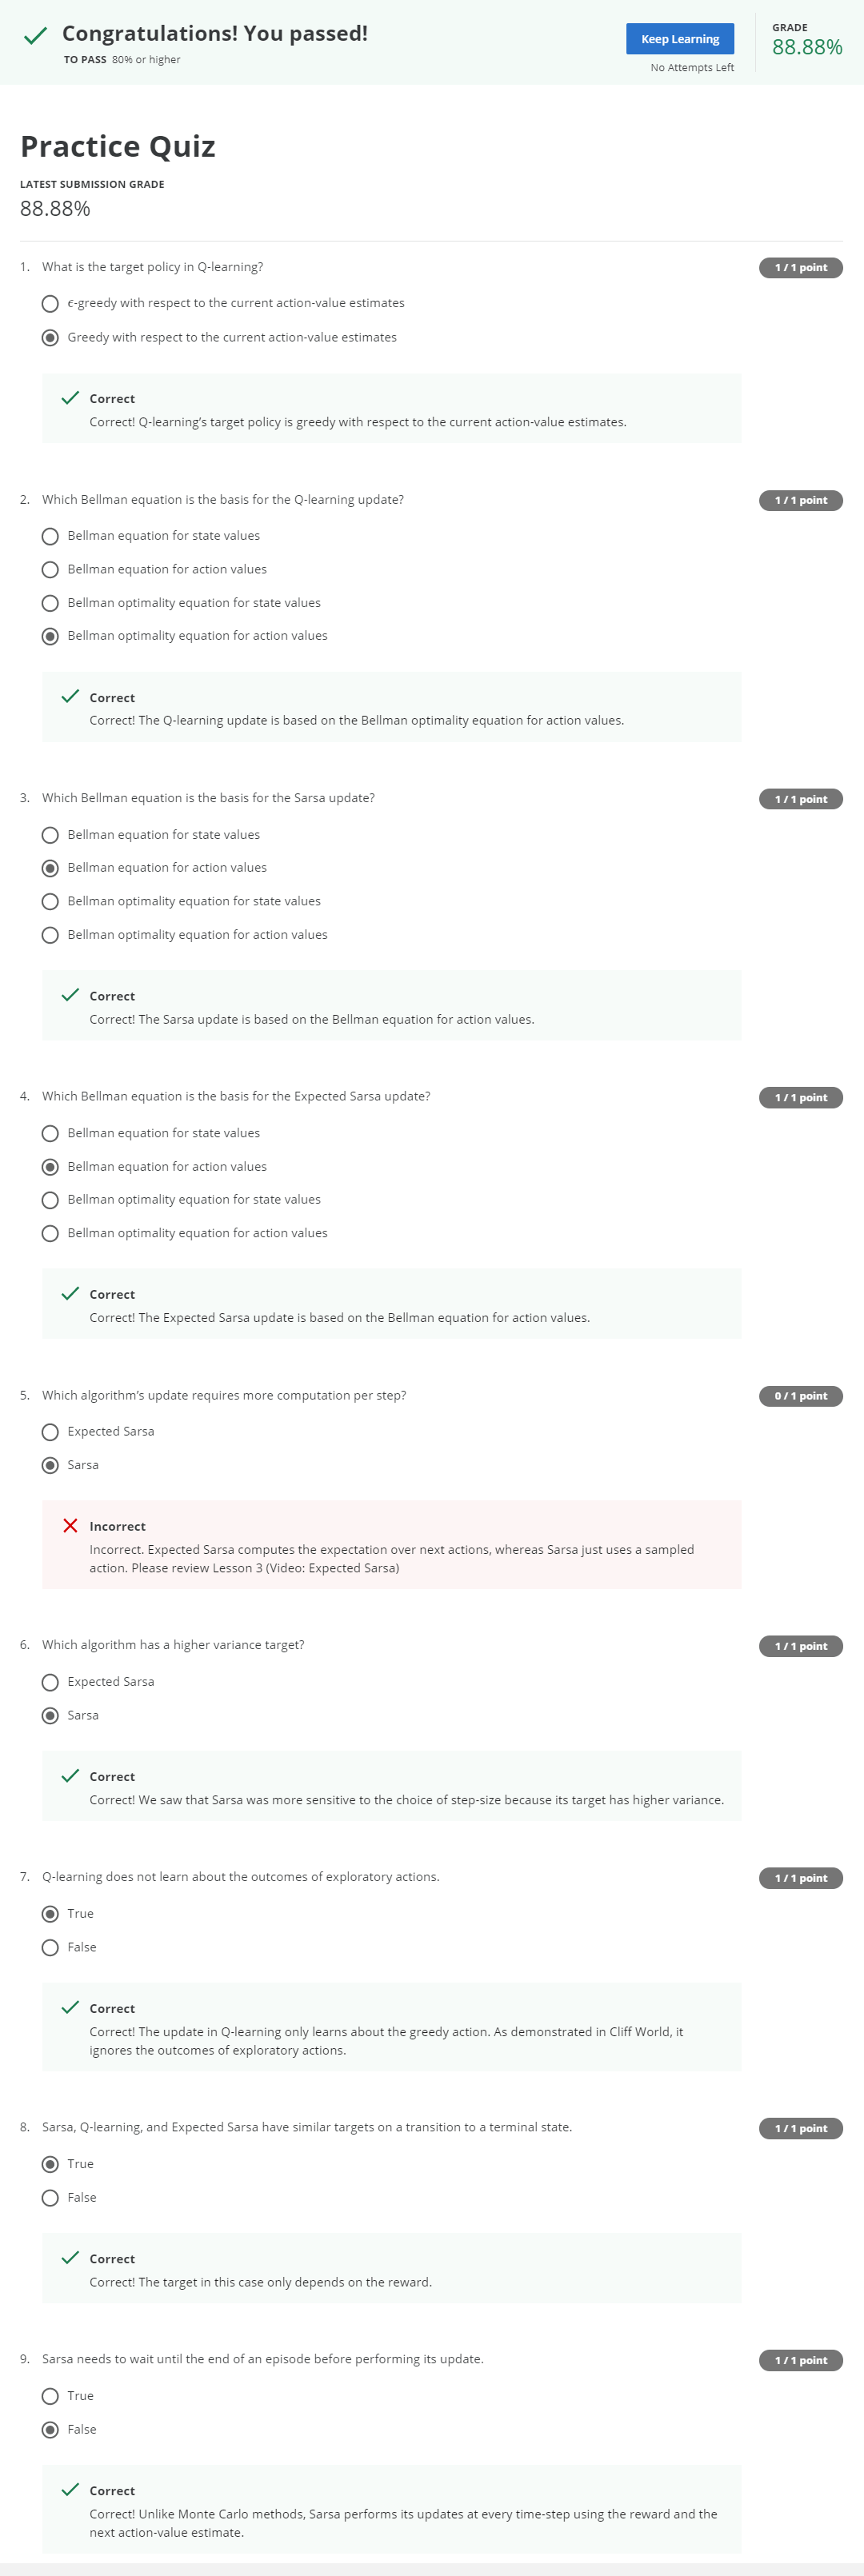 Congratulations! You passed!
TO PASS 80% or higher
Keep Learning
No Attempts Left
GRADE
88.88%
Practice Quiz
LATEST SUBMISSION GRADE
88.88%
1. What is the target policy in Q-learning?
1 / 1 point
ϵ-greedy with respect to the current action-value estimates
Greedy with respect to the current action-value estimates
Correct
Correct! Q-learning’s target policy is greedy with respect to the current action-value estimates.
2. Which Bellman equation is the basis for the Q-learning update?
1 / 1 point
Bellman equation for state values
Bellman equation for action values
Bellman optimality equation for state values
Bellman optimality equation for action values
Correct
Correct! The Q-learning update is based on the Bellman optimality equation for action values.
3. Which Bellman equation is the basis for the Sarsa update?
1 / 1 point
Bellman equation for state values
Bellman equation for action values
Bellman optimality equation for state values
Bellman optimality equation for action values
Correct
Correct! The Sarsa update is based on the Bellman equation for action values.
4. Which Bellman equation is the basis for the Expected Sarsa update?
1 / 1 point
Bellman equation for state values
Bellman equation for action values
Bellman optimality equation for state values
Bellman optimality equation for action values
Correct
Correct! The Expected Sarsa update is based on the Bellman equation for action values.
5. Which algorithm’s update requires more computation per step?
0 / 1 point
Expected Sarsa
Sarsa
Incorrect
Incorrect. Expected Sarsa computes the expectation over next actions, whereas Sarsa just uses a sampled
action. Please review Lesson 3 (Video: Expected Sarsa)
6. Which algorithm has a higher variance target?
1 / 1 point
Expected Sarsa
Sarsa
Correct
Correct! We saw that Sarsa was more sensitive to the choice of step-size because its target has higher variance.
7. Q-learning does not learn about the outcomes of exploratory actions.
1 / 1 point
True
False
Correct
Correct! The update in Q-learning only learns about the greedy action. As demonstrated in Cliff World, it
ignores the outcomes of exploratory actions.
8. Sarsa, Q-learning, and Expected Sarsa have similar targets on a transition to a terminal state.
1 / 1 point
True
False
Correct
Correct! The target in this case only depends on the reward.
9. Sarsa needs to wait until the end of an episode before performing its update.
1 / 1 point
True
False
Correct
Correct! Unlike Monte Carlo methods, Sarsa performs its updates at every time-step using the reward and the
next action-value estimate.